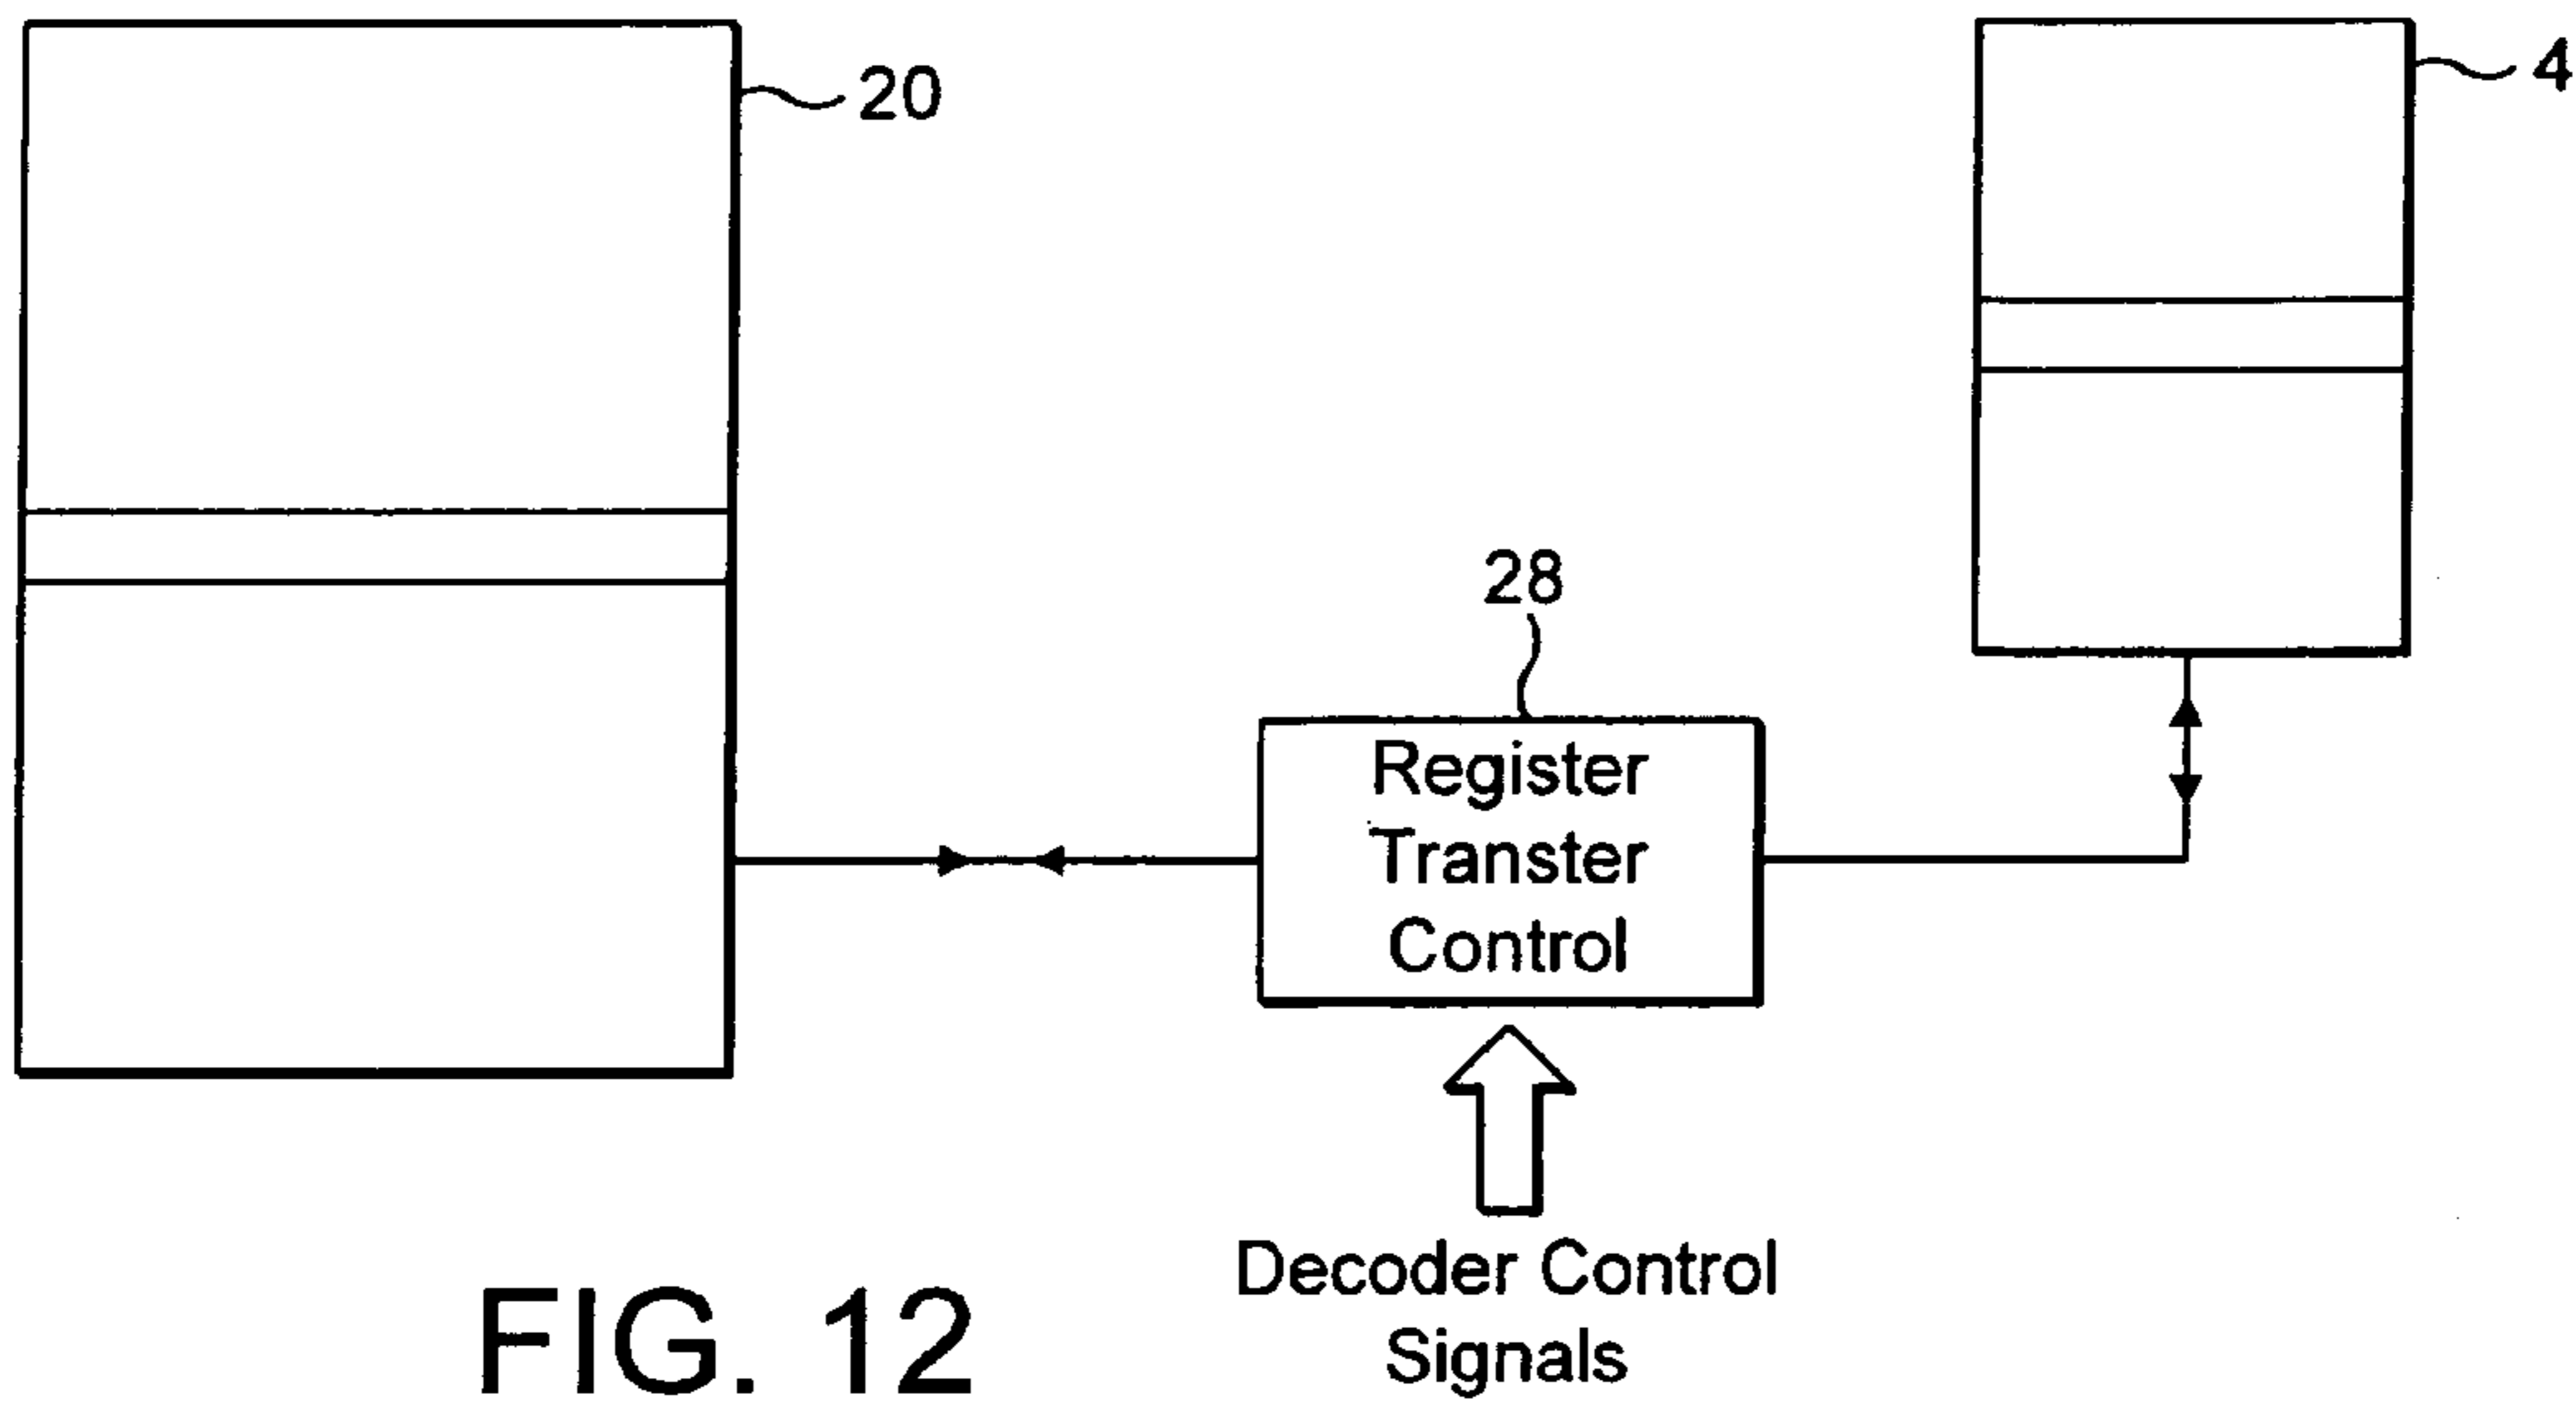 20
4
28
Register
Transter
Control
Decoder Control
Signals
FIG. 12